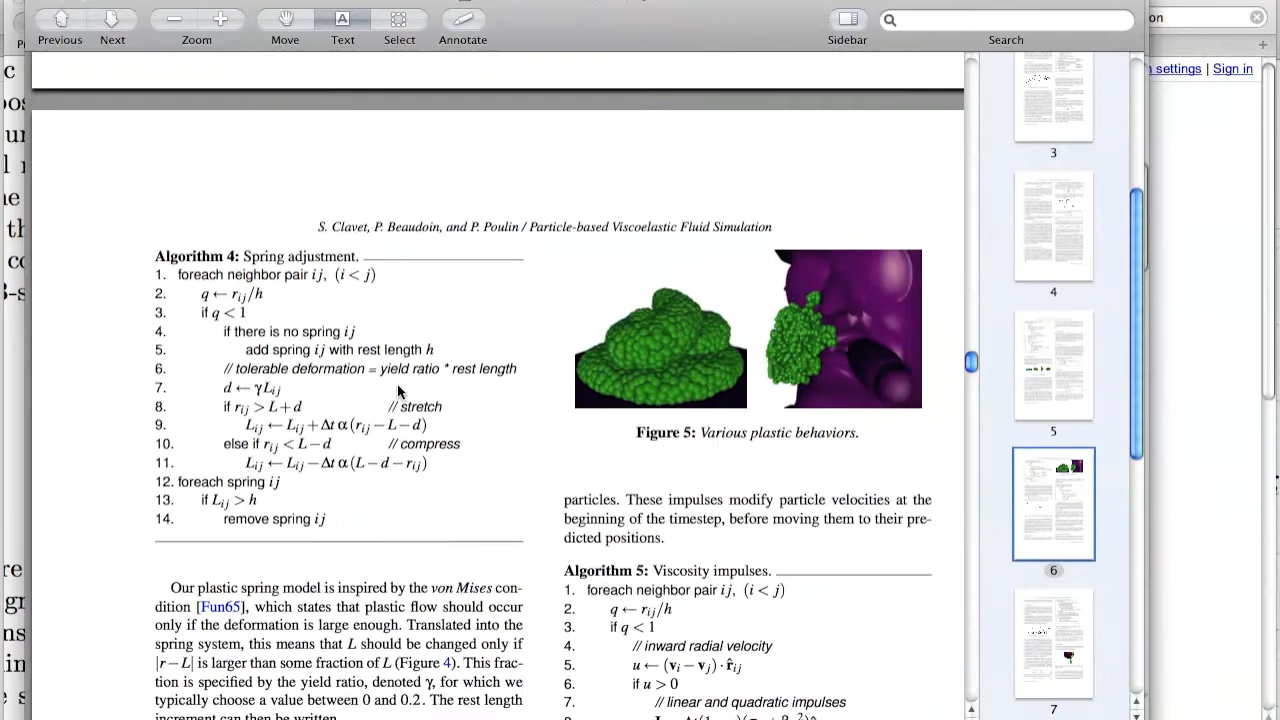 on
Previous Next Zoom Move Text Select Annotate Sidebar Search
settings | Sign in
3
and P. Poulin / Particle-based Viscoelastic Fluid Simulation
Algorithm 4: Spring adjustment
1. foreach neighbor pair ij, (i < j)
2. q ← rij/h
3. if q < 1
4. if there is no spring ij
5. add spring ij with rest length h
6. // tolerable deformation = yield ratio * rest length
7. d ← γLij
8. if rij > L+d // stretch
9. Lij ← Lij + Δt α(rij − L − d)
10. else if rij < L−d // compress
11. Lij ← Lij − Δt α(L − d − rij)
12. foreach spring ij
13. if Lij > h
14. remove spring ij
Our plastic spring model is inspired by the von Mises con-
dition [Fun65], which states that plastic flow should occur
only if the deformation is large enough. Translated into the
spring system, this means that L should be changed only if
|r−L| is larger than some fraction of L (Figure 4). This frac-
tion is specified by the yield ratio, denoted γ, for which we
typically choose a value between 0 and 0.2. The rest length
increment can then be written
Figure 5: Various plastic behaviors.
particles. These impulses modify particle velocities at the
beginning of the timestep, before moving them to their pre-
dicted positions.
Algorithm 5: Viscosity impulses.
1. foreach neighbor pair ij, (i < j)
2. q ← rij/h
3. if q < 1
4. // inward radial velocity
5. u ← (vi − vj) · r̂ij
6. if u > 0
7. // linear and quadratic impulses
4
5
6
7